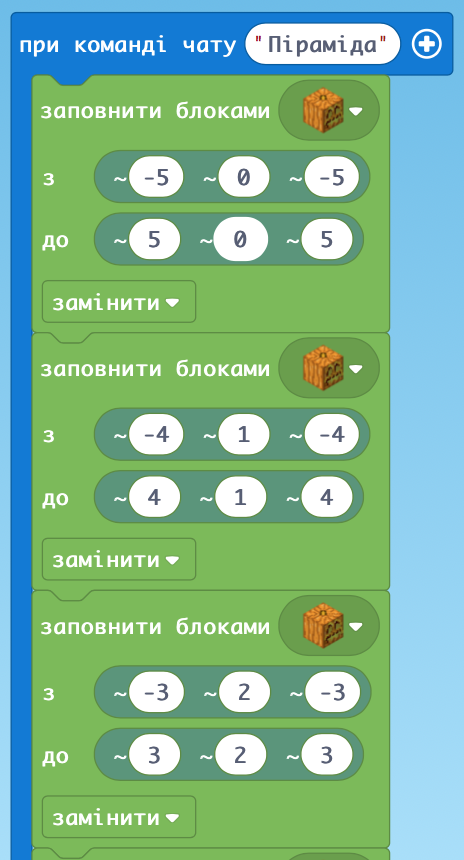 при команді чату "Піраміда"
заповнити блоками
з ~ -5 ~ 0 ~ -5
до ~ 5 ~ 0 ~ 5
замінити
заповнити блоками
з ~ -4 ~ 1 ~ -4
до ~ 4 ~ 1 ~ 4
замінити
заповнити блоками
з ~ -3 ~ 2 ~ -3
до ~ 3 ~ 2 ~ 3
замінити